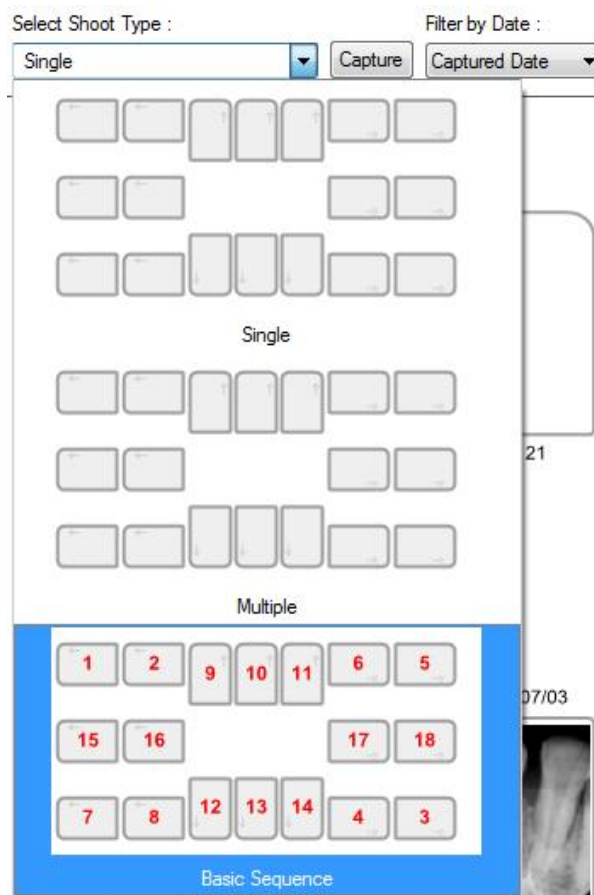 Select Shoot Type : Filter by Date :
Single Capture Captured Date
Single
21
Multiple
1 2 9 10 11 6 5
07/03
15 16 17 18
7 8 12 13 14 4 3
Basic Sequence